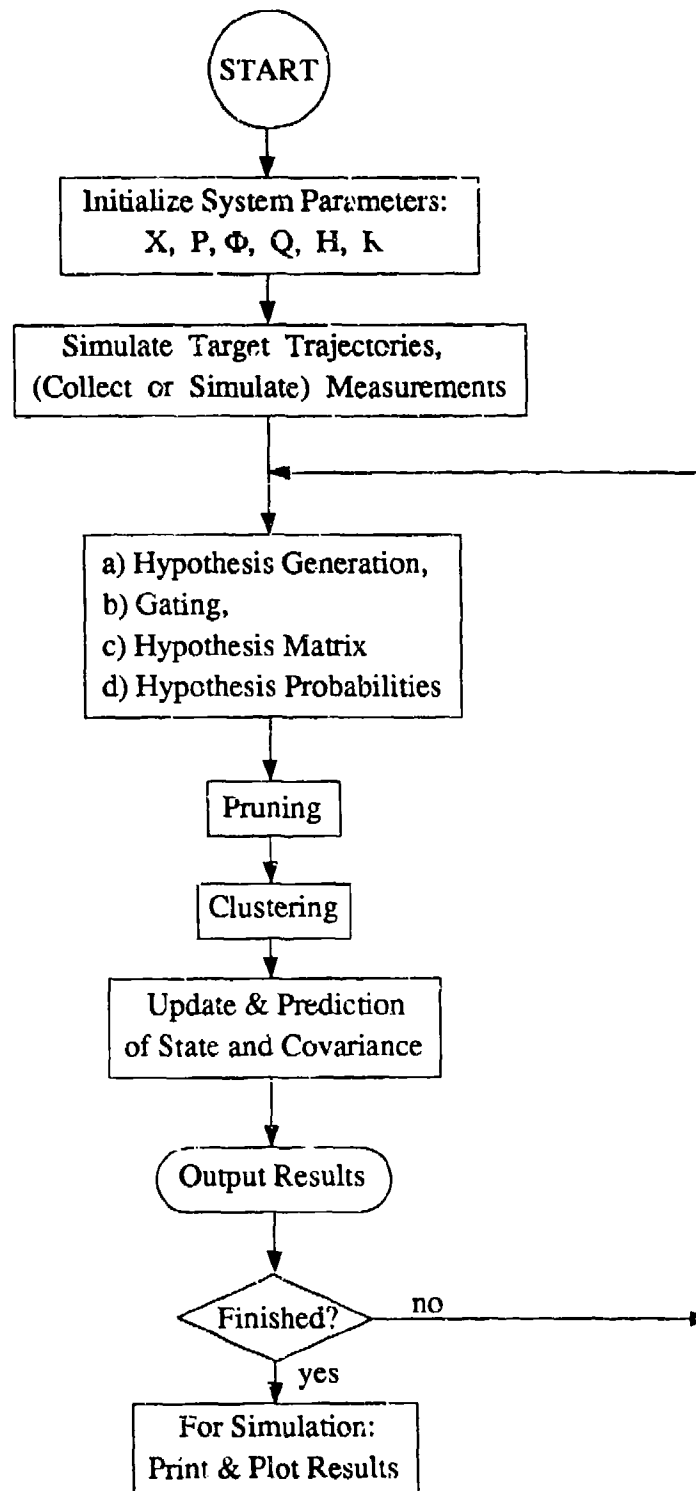 START
Initialize System Parameters:
X, P, Φ, Q, H, R
Simulate Target Trajectories,
(Collect or Simulate) Measurements
a) Hypothesis Generation,
b) Gating,
c) Hypothesis Matrix
d) Hypothesis Probabilities
Pruning
Clustering
Update & Prediction
of State and Covariance
Output Results
Finished?
no
yes
For Simulation:
Print & Plot Results